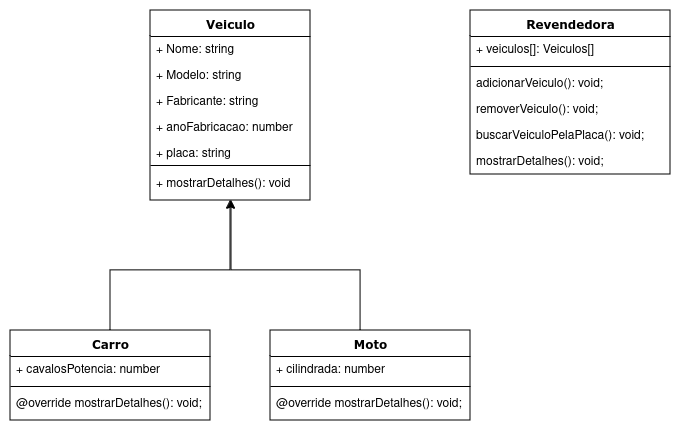 Veiculo
+ Nome: string
+ Modelo: string
+ Fabricante: string
+ anoFabricacao: number
+ placa: string
+ mostrarDetalhes(): void
Revendedora
+ veiculos[]: Veiculos[]
adicionarVeiculo(): void;
removerVeiculo(): void;
buscarVeiculoPelaPlaca(): void;
mostrarDetalhes(): void;
Carro
+ cavalosPotencia: number
@override mostrarDetalhes(): void;
Moto
+ cilindrada: number
@override mostrarDetalhes(): void;